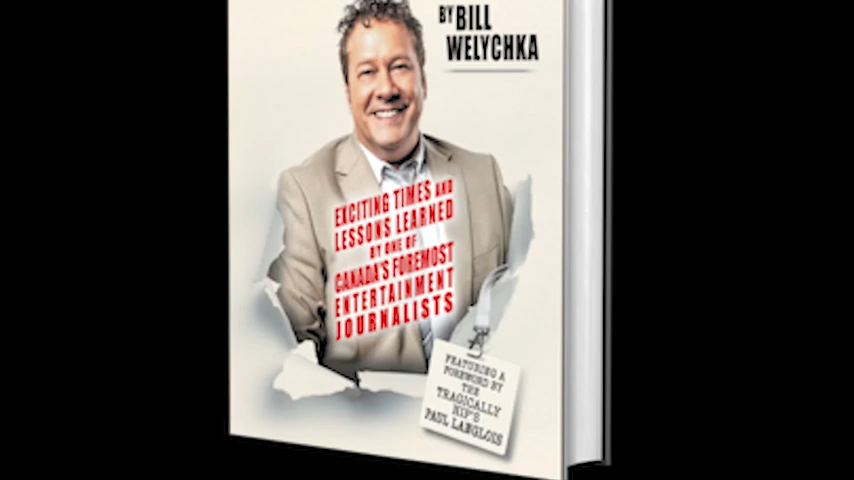 BY BILL
WELYCHKA
EXCITING TIMES AND
LESSONS LEARNED
BY ONE OF
CANADA'S FOREMOST
ENTERTAINMENT
JOURNALISTS
FEATURING A
FOREWORD BY
THE
TRAGICALLY
HIP'S
PAUL LANGLOIS